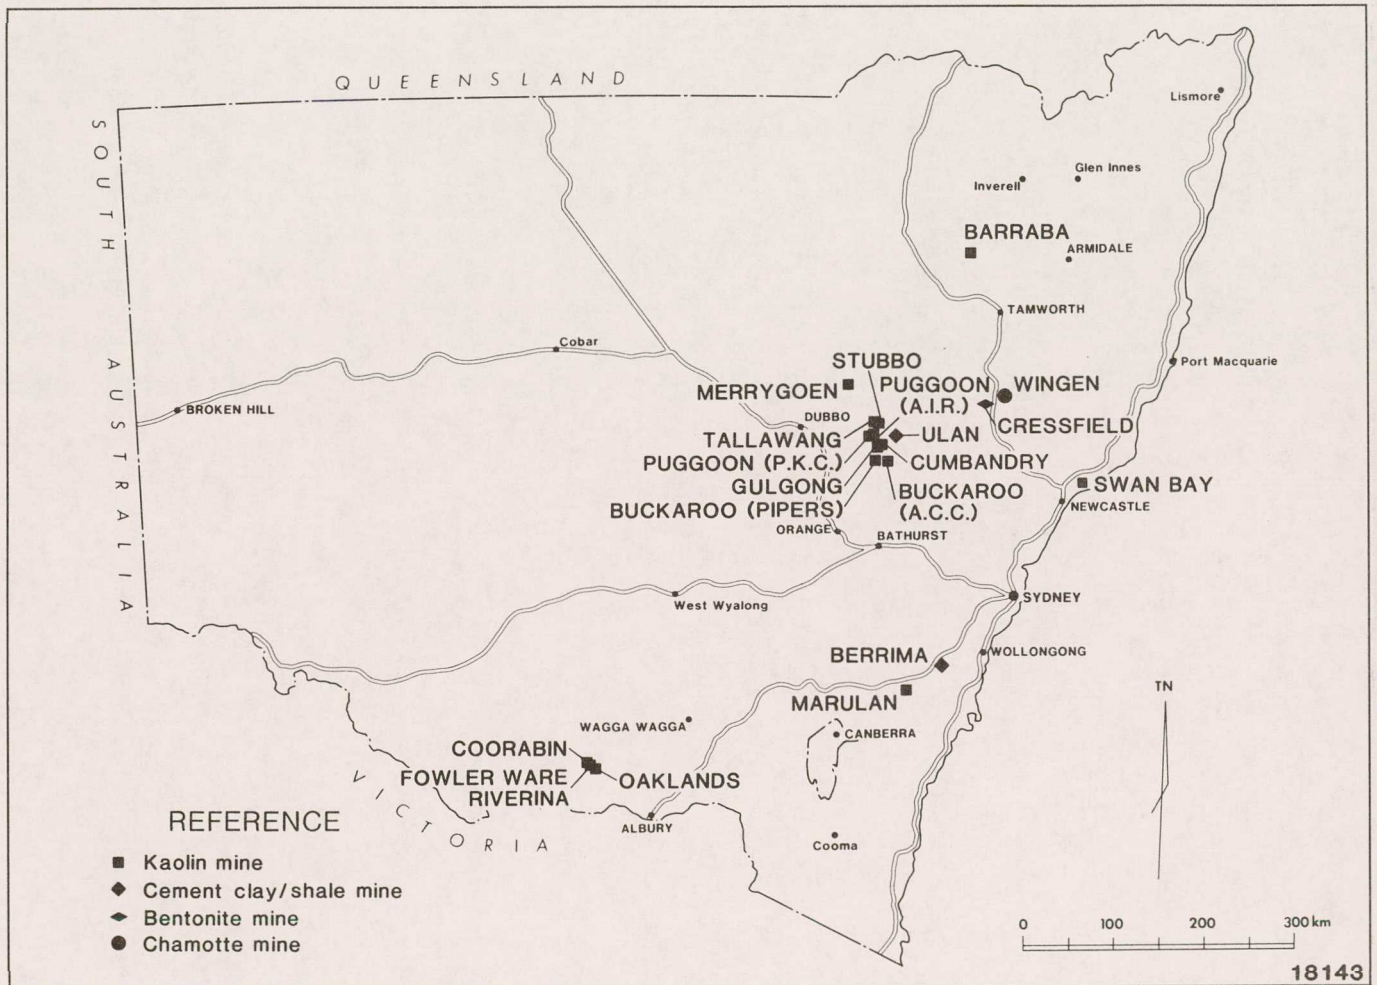 QUEENSLAND
Lismore
SOUTH AUSTRALIA
Glen Innes
Inverell
BARRABA
ARMIDALE
TAMWORTH
Cobar
STUBBO
Port Macquarie
MERRYGOEN
PUGGOON
(A.I.R.)
WINGEN
BROKEN HILL
DUBBO
CRESSFIELD
TALLAWANG
ULAN
PUGGOON (P.K.C.)
CUMBANDRY
GULGONG
SWAN BAY
BUCKAROO
(A.C.C.)
BUCKAROO (PIPERS)
NEWCASTLE
ORANGE
BATHURST
West Wyalong
SYDNEY
BERRIMA
WOLLONGONG
MARULAN
TN
WAGGA WAGGA
CANBERRA
COORABIN
FOWLER WARE
RIVERINA
OAKLANDS
VICTORIA
ALBURY
Cooma
REFERENCE
Kaolin mine
Cement clay/shale mine
Bentonite mine
Chamotte mine
0 100 200 300 km
18143